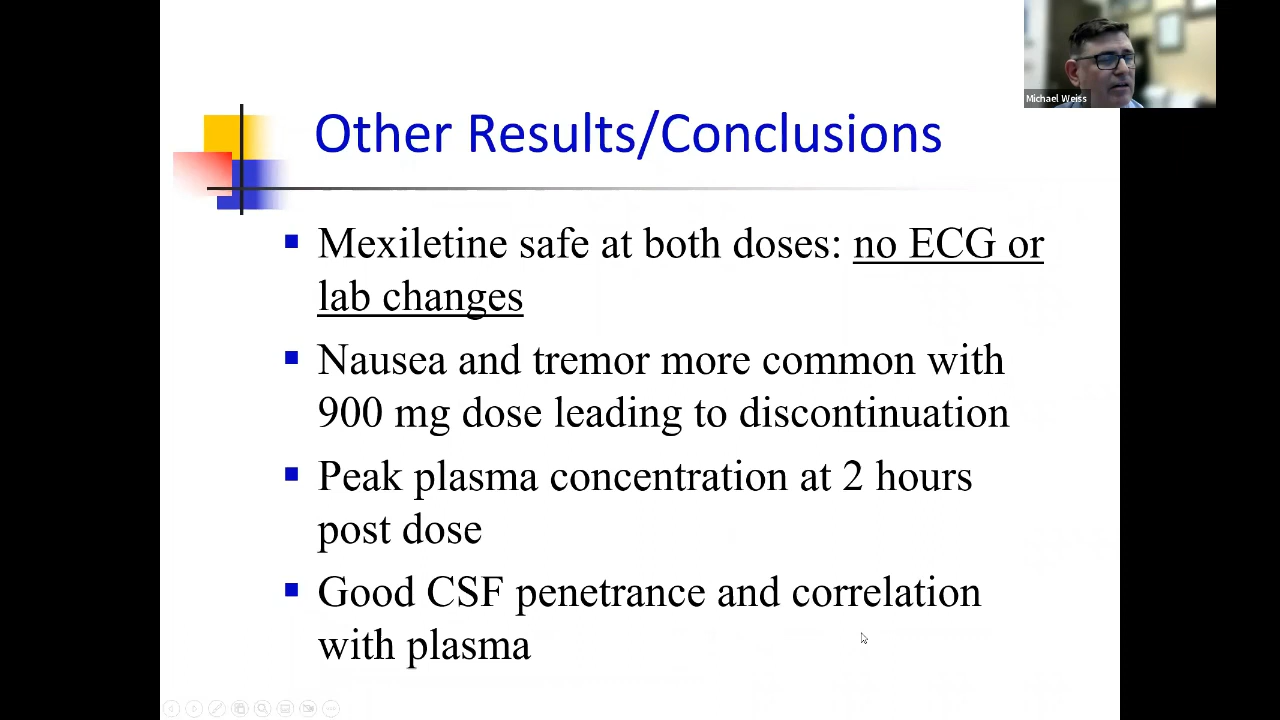 Michael Weiss
Other Results/Conclusions
Mexiletine safe at both doses: no ECG or
lab changes
Nausea and tremor more common with
900 mg dose leading to discontinuation
Peak plasma concentration at 2 hours
post dose
Good CSF penetrance and correlation
with plasma